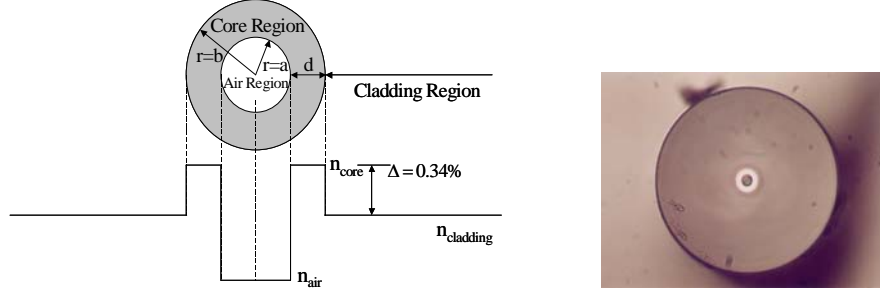 Core Region
r=b
r=a
d
Air Region
Cladding Region
n_core
Δ = 0.34%
n_cladding
n_air